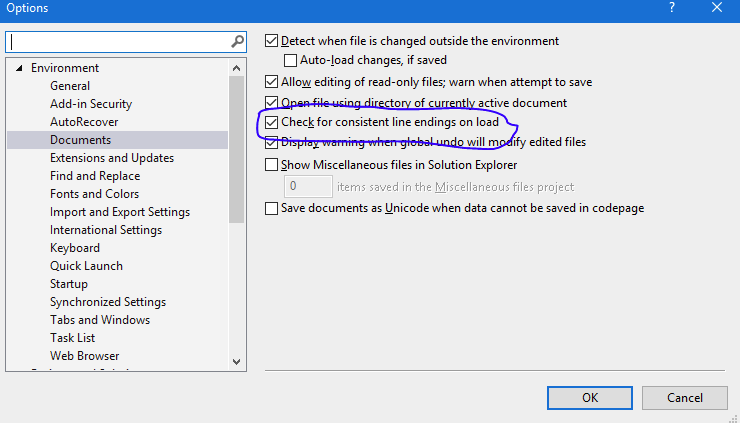 Options
?
Environment
General
Add-in Security
AutoRecover
Documents
Extensions and Updates
Find and Replace
Fonts and Colors
Import and Export Settings
International Settings
Keyboard
Quick Launch
Startup
Synchronized Settings
Tabs and Windows
Task List
Web Browser
Detect when file is changed outside the environment
Auto-load changes, if saved
Allow editing of read-only files; warn when attempt to save
Open file using directory of currently active document
Check for consistent line endings on load
Display warning when global undo will modify edited files
Show Miscellaneous files in Solution Explorer
0 items saved in the Miscellaneous files project
Save documents as Unicode when data cannot be saved in codepage
OK
Cancel